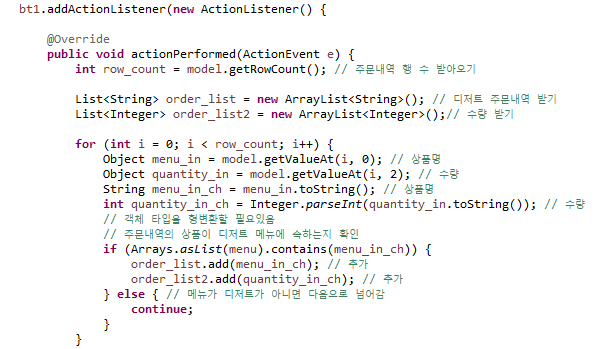 bt1.addActionListener(new ActionListener() {
@Override
public void actionPerformed(ActionEvent e) {
int row_count = model.getRowCount(); // 주문내역 행 수 받아오기
List<String> order_list = new ArrayList<String>(); // 디저트 주문내역 받기
List<Integer> order_list2 = new ArrayList<Integer>();// 수량 받기
for (int i = 0; i < row_count; i++) {
Object menu_in = model.getValueAt(i, 0); // 상품명
Object quantity_in = model.getValueAt(i, 2); // 수량
String menu_in_ch = menu_in.toString(); // 상품명
int quantity_in_ch = Integer.parseInt(quantity_in.toString()); // 수량
// 객체 타입을 형변환할 필요있음
// 주문내역의 상품이 디저트 메뉴에 속하는지 확인
if (Arrays.asList(menu).contains(menu_in_ch)) {
order_list.add(menu_in_ch); // 추가
order_list2.add(quantity_in_ch); // 추가
} else { // 메뉴가 디저트가 아니면 다음으로 넘어감
continue;
}
}